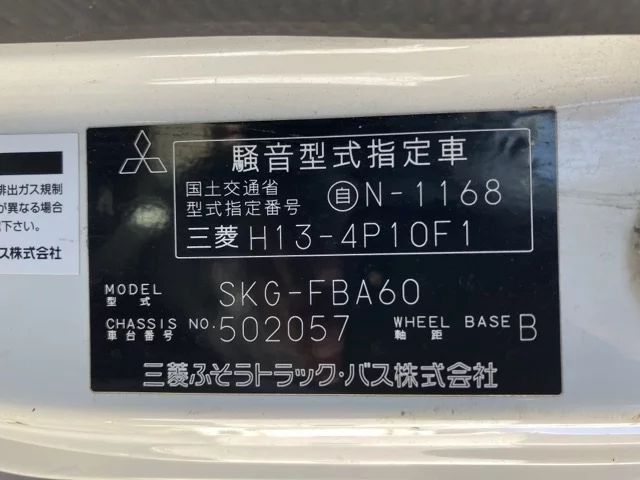 排出ガス規制
が異なる場合
下さい。
ス株式会社
騒音型式指定車
国土交通省
型式指定番号 自N-1168
三菱 H13-4P10F1
MODEL SKG-FBA60
型式
CHASSIS NO. 502057 WHEEL BASE B
車台番号 軸距
三菱ふそうトラック・バス株式会社